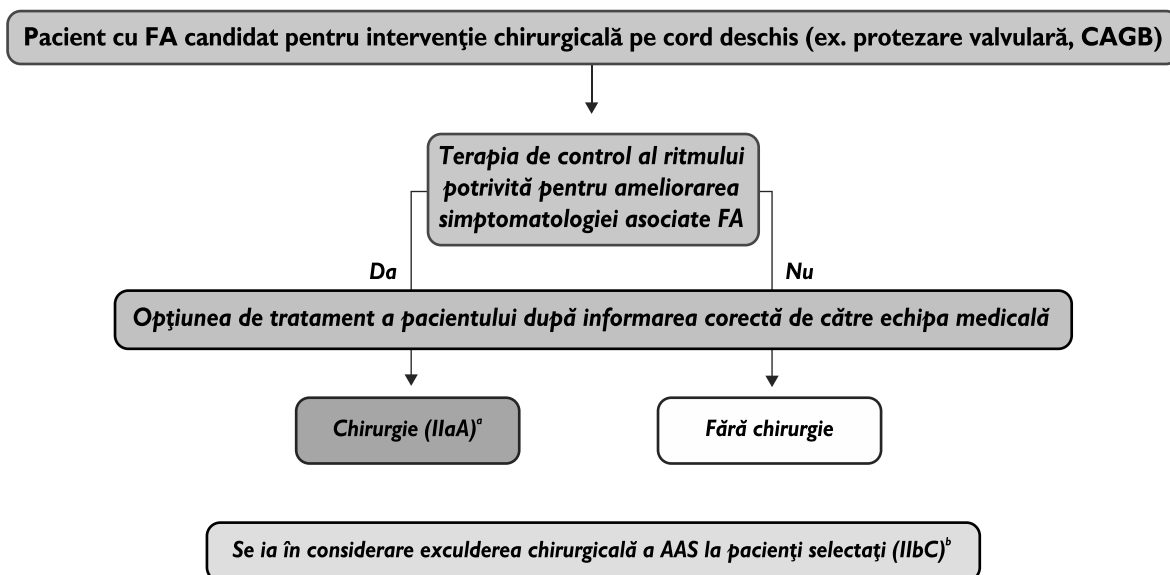 Pacient cu FA candidat pentru intervenţie chirurgicală pe cord deschis (ex. protezare valvulară, CAGB)
Terapia de control al ritmului
potrivită pentru ameliorarea
simptomatologiei asociate FA
Da
Nu
Opţiunea de tratament a pacientului după informarea corectă de către echipa medicală
Chirurgie (IIaA)ᵃ
Fără chirurgie
Se ia în considerare exculderea chirurgicală a AAS la pacienţi selectaţi (IIbC)ᵇ